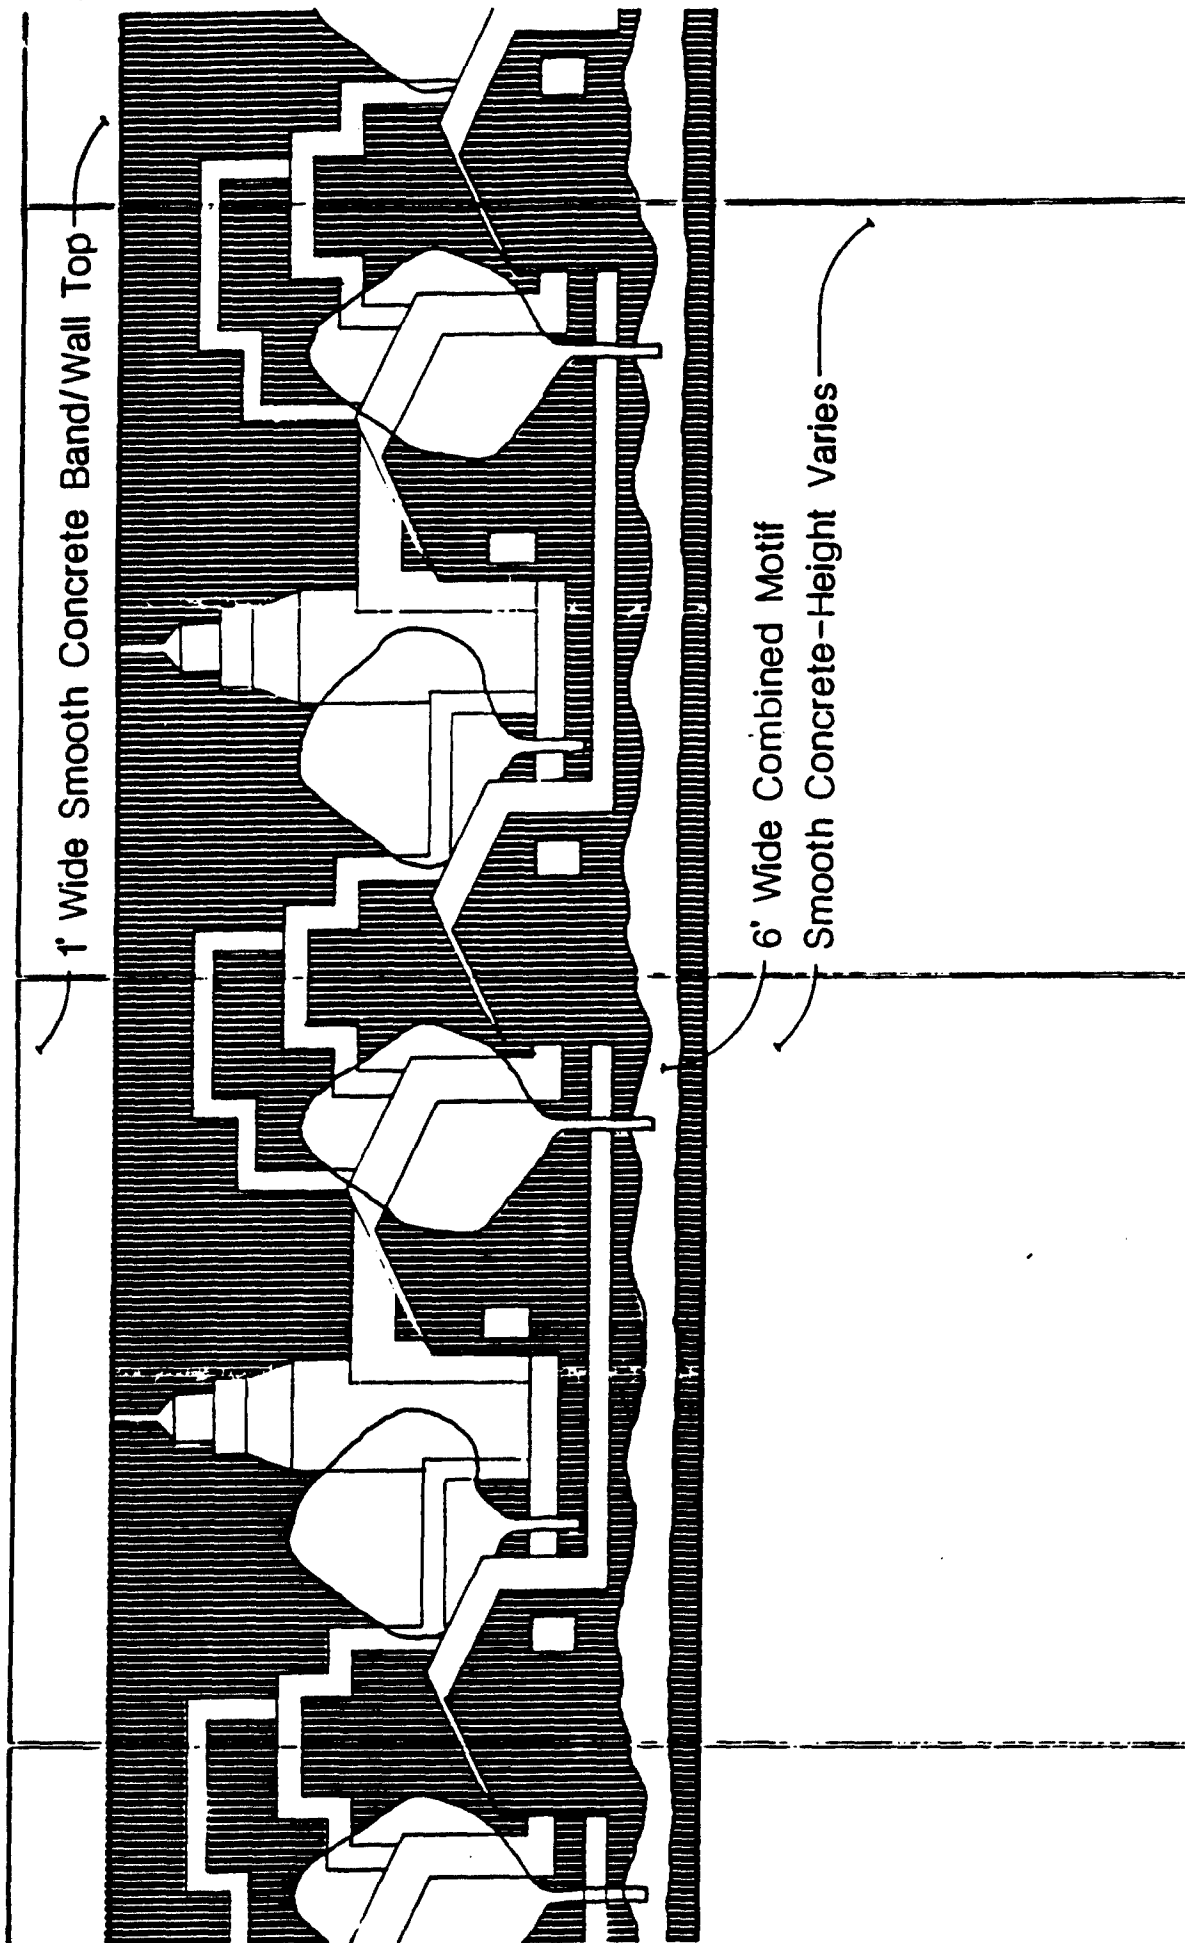 1' Wide Smooth Concrete Band/Wall Top
6' Wide Combined Motif
Smooth Concrete-Height Varies